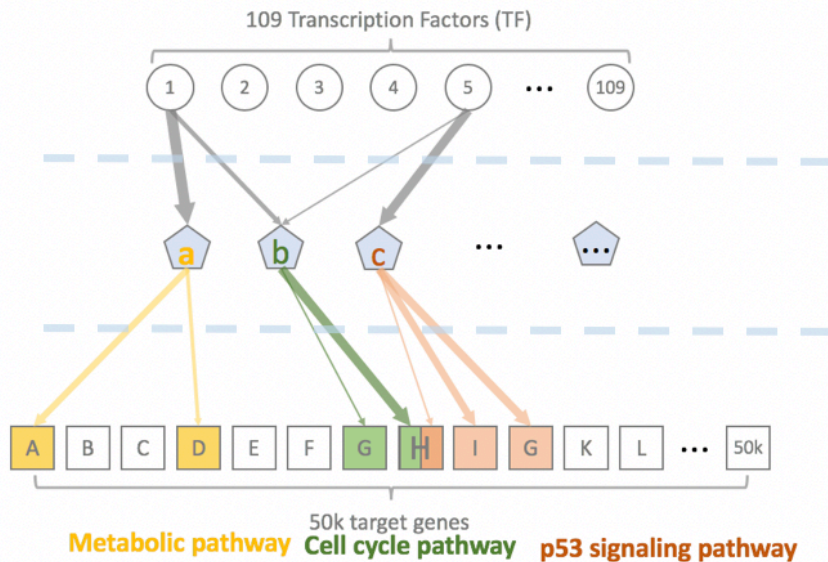 109 Transcription Factors (TF)
1 2 3 4 5 ... 109
a b c ... ...
A B C D E F G H I G K L ... 50k
50k target genes
Metabolic pathway Cell cycle pathway p53 signaling pathway